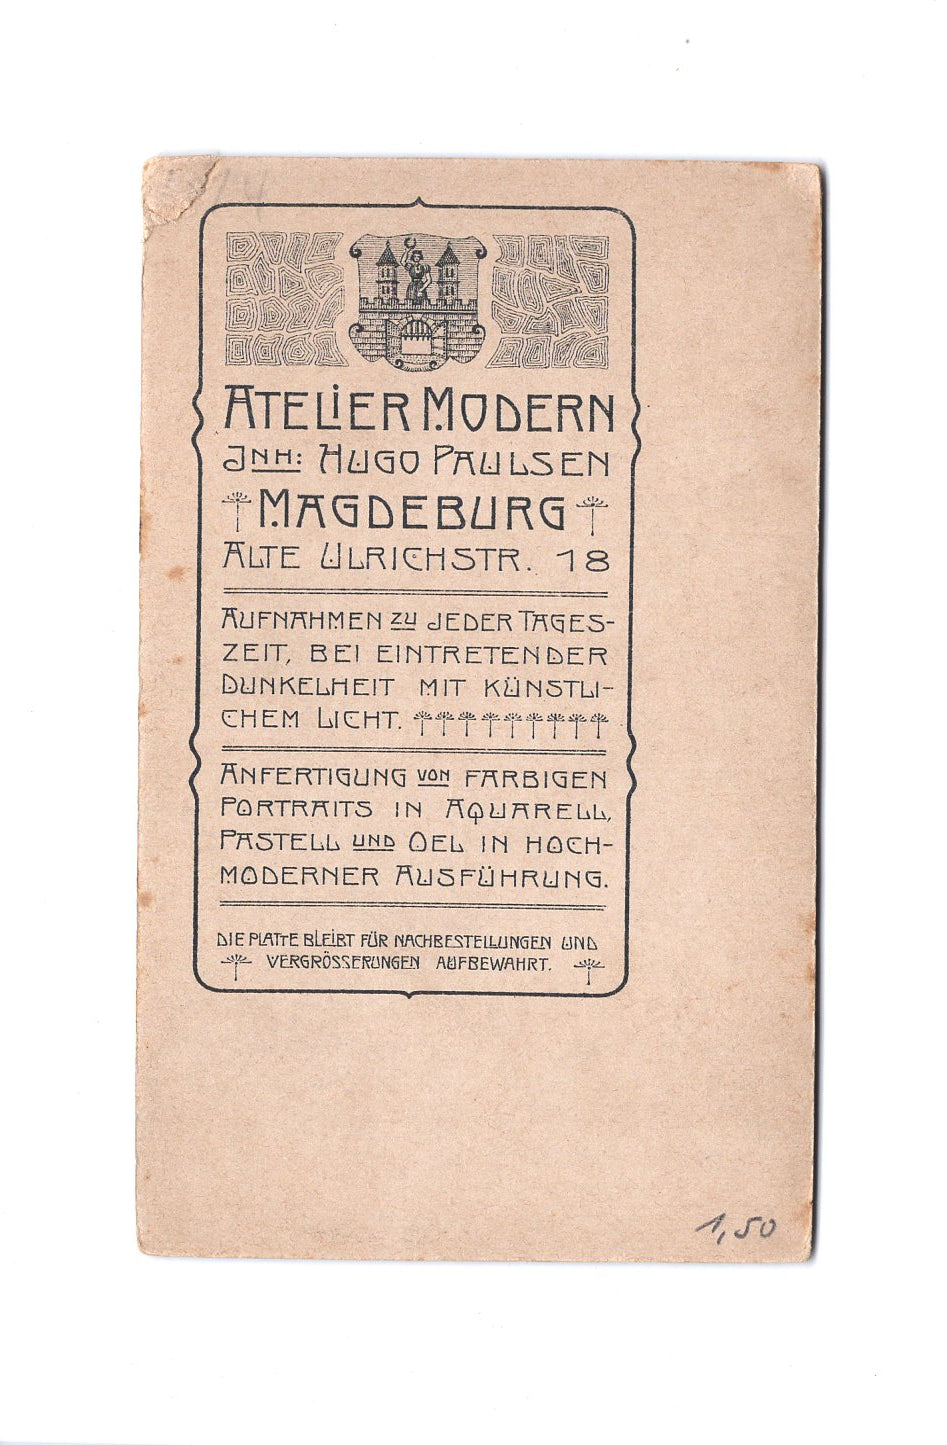 ATELIER MODERN
JNH: HUGO PAULSEN
MAGDEBURG
ALTE ULRICHSTR. 18
AUFNAHMEN ZU JEDER TAGES-
ZEIT, BEI EINTRETENDER
DUNKELHEIT MIT KÜNSTLI-
CHEM LICHT.
ANFERTIGUNG VON FARBIGEN
PORTRAITS IN AQUARELL,
PASTELL UND OEL IN HOCH-
MODERNER AUSFÜHRUNG.
DIE PLATTE BLEIBT FÜR NACHBESTELLUNGEN UND
VERGRÖSSERUNGEN AUFBEWAHRT.
1,50